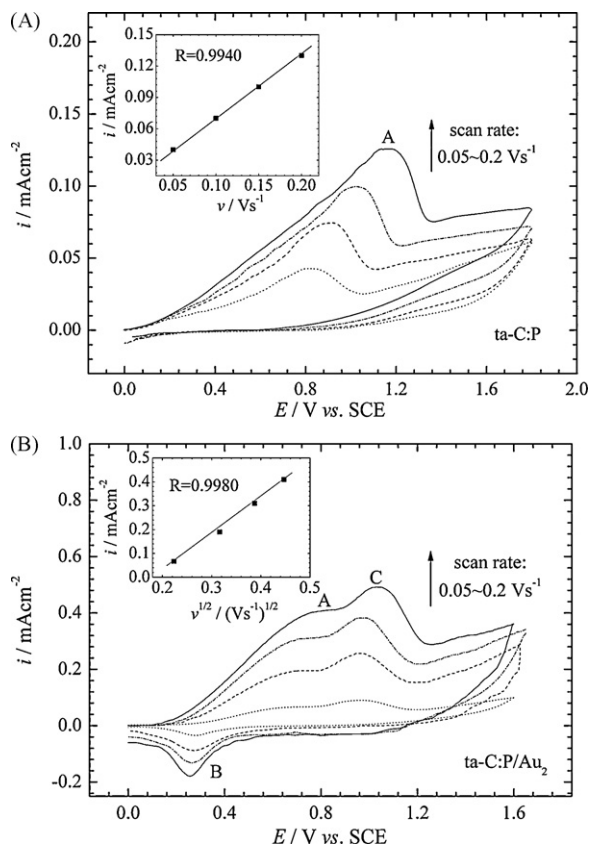 (A)
0.20
0.15
0.10
0.05
0.00
i / mAcm⁻²
0.15
0.12
0.09
0.06
0.03
i / mAcm⁻²
R=0.9940
0.05 0.10 0.15 0.20
v / Vs⁻¹
A
scan rate:
0.05~0.2 Vs⁻¹
ta-C:P
0.0 0.4 0.8 1.2 1.6 2.0
E / V vs. SCE
(B)
1.0
0.8
0.6
0.4
0.2
0.0
-0.2
i / mAcm⁻²
0.5
0.4
0.3
0.2
0.1
0.0
i / mAcm⁻²
R=0.9980
0.2 0.3 0.4 0.5
v¹/² / (Vs⁻¹)¹/²
A
C
B
scan rate:
0.05~0.2 Vs⁻¹
ta-C:P/Au₂
0.0 0.4 0.8 1.2 1.6
E / V vs. SCE